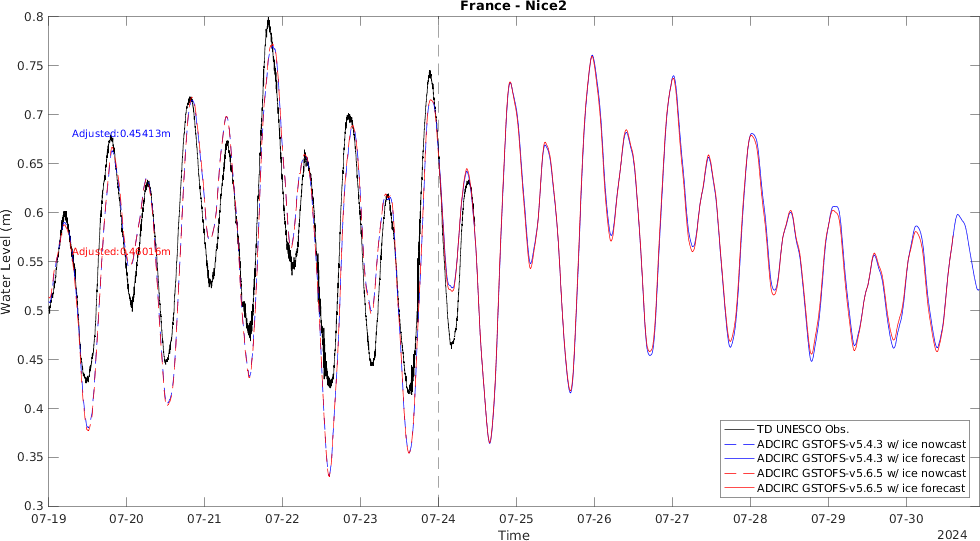 France - Nice2
0.8
0.75
0.7
0.65
0.6
0.55
0.5
0.45
0.4
0.35
0.3
Water Level (m)
Adjusted:0.45413m
Adjusted:0.46016m
TD UNESCO Obs.
ADCIRC GSTOFS-v5.4.3 w/ ice nowcast
ADCIRC GSTOFS-v5.4.3 w/ ice forecast
ADCIRC GSTOFS-v5.6.5 w/ ice nowcast
ADCIRC GSTOFS-v5.6.5 w/ ice forecast
07-19 07-20 07-21 07-22 07-23 07-24 07-25 07-26 07-27 07-28 07-29 07-30
Time
2024